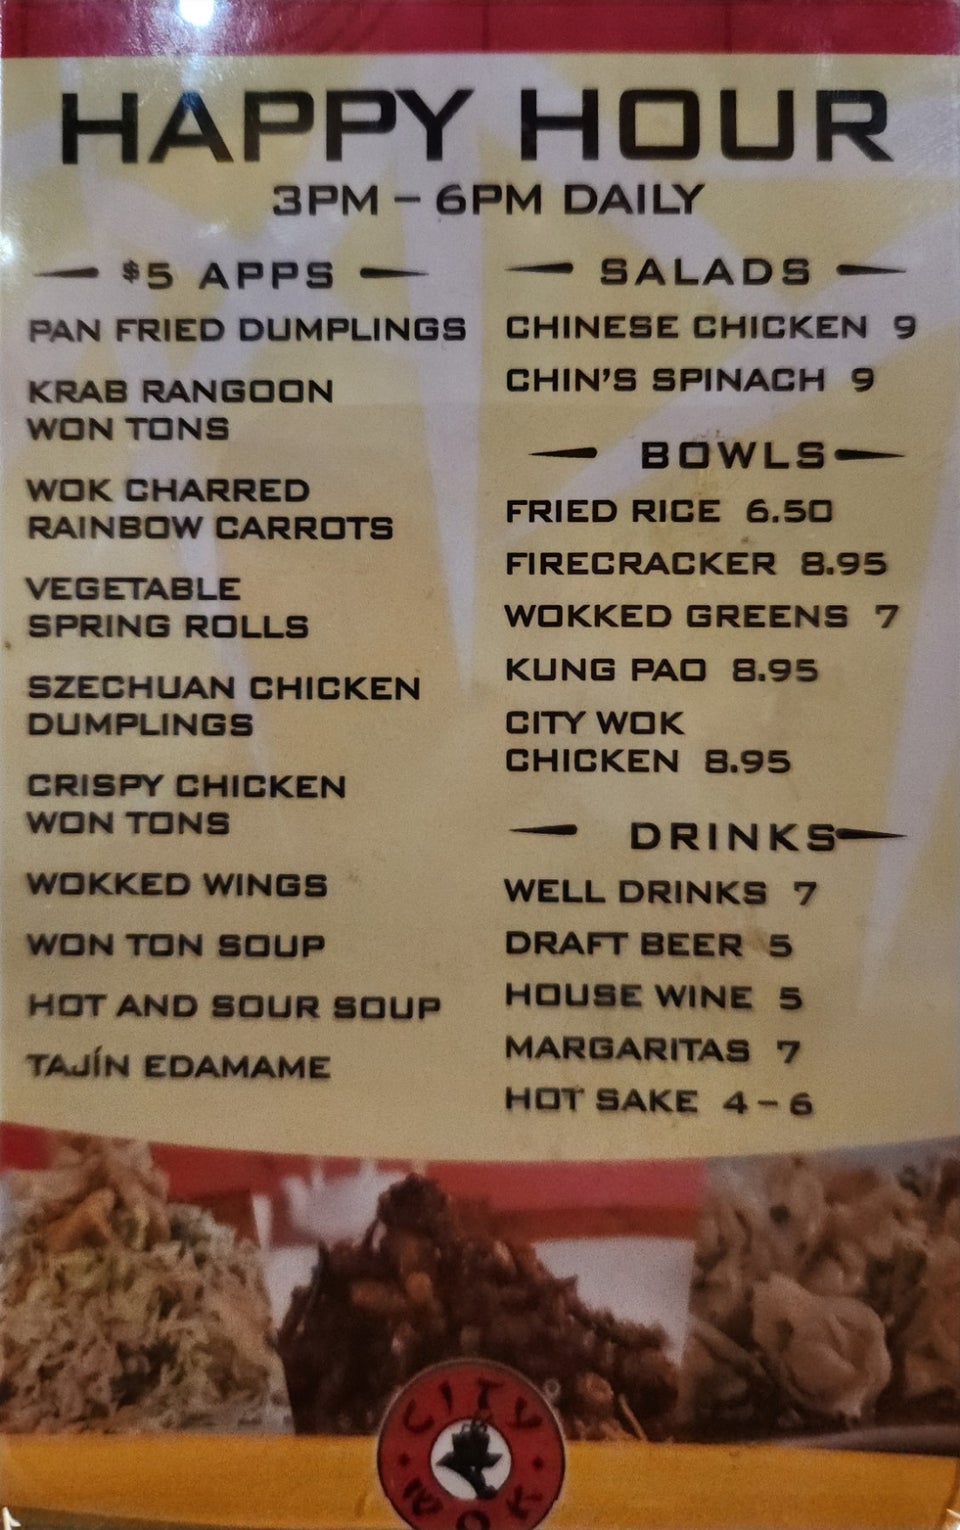 HAPPY HOUR
3PM – 6PM DAILY
$5 APPS
PAN FRIED DUMPLINGS
KRAB RANGOON
WON TONS
WOK CHARRED
RAINBOW CARROTS
VEGETABLE
SPRING ROLLS
SZECHUAN CHICKEN
DUMPLINGS
CRISPY CHICKEN
WON TONS
WOKKED WINGS
WON TON SOUP
HOT AND SOUR SOUP
TAJÍN EDAMAME
SALADS
CHINESE CHICKEN 9
CHIN'S SPINACH 9
BOWLS
FRIED RICE 6.50
FIRECRACKER 8.95
WOKKED GREENS 7
KUNG PAO 8.95
CITY WOK
CHICKEN 8.95
DRINKS
WELL DRINKS 7
DRAFT BEER 5
HOUSE WINE 5
MARGARITAS 7
HOT SAKE 4 – 6
CITY
WOK